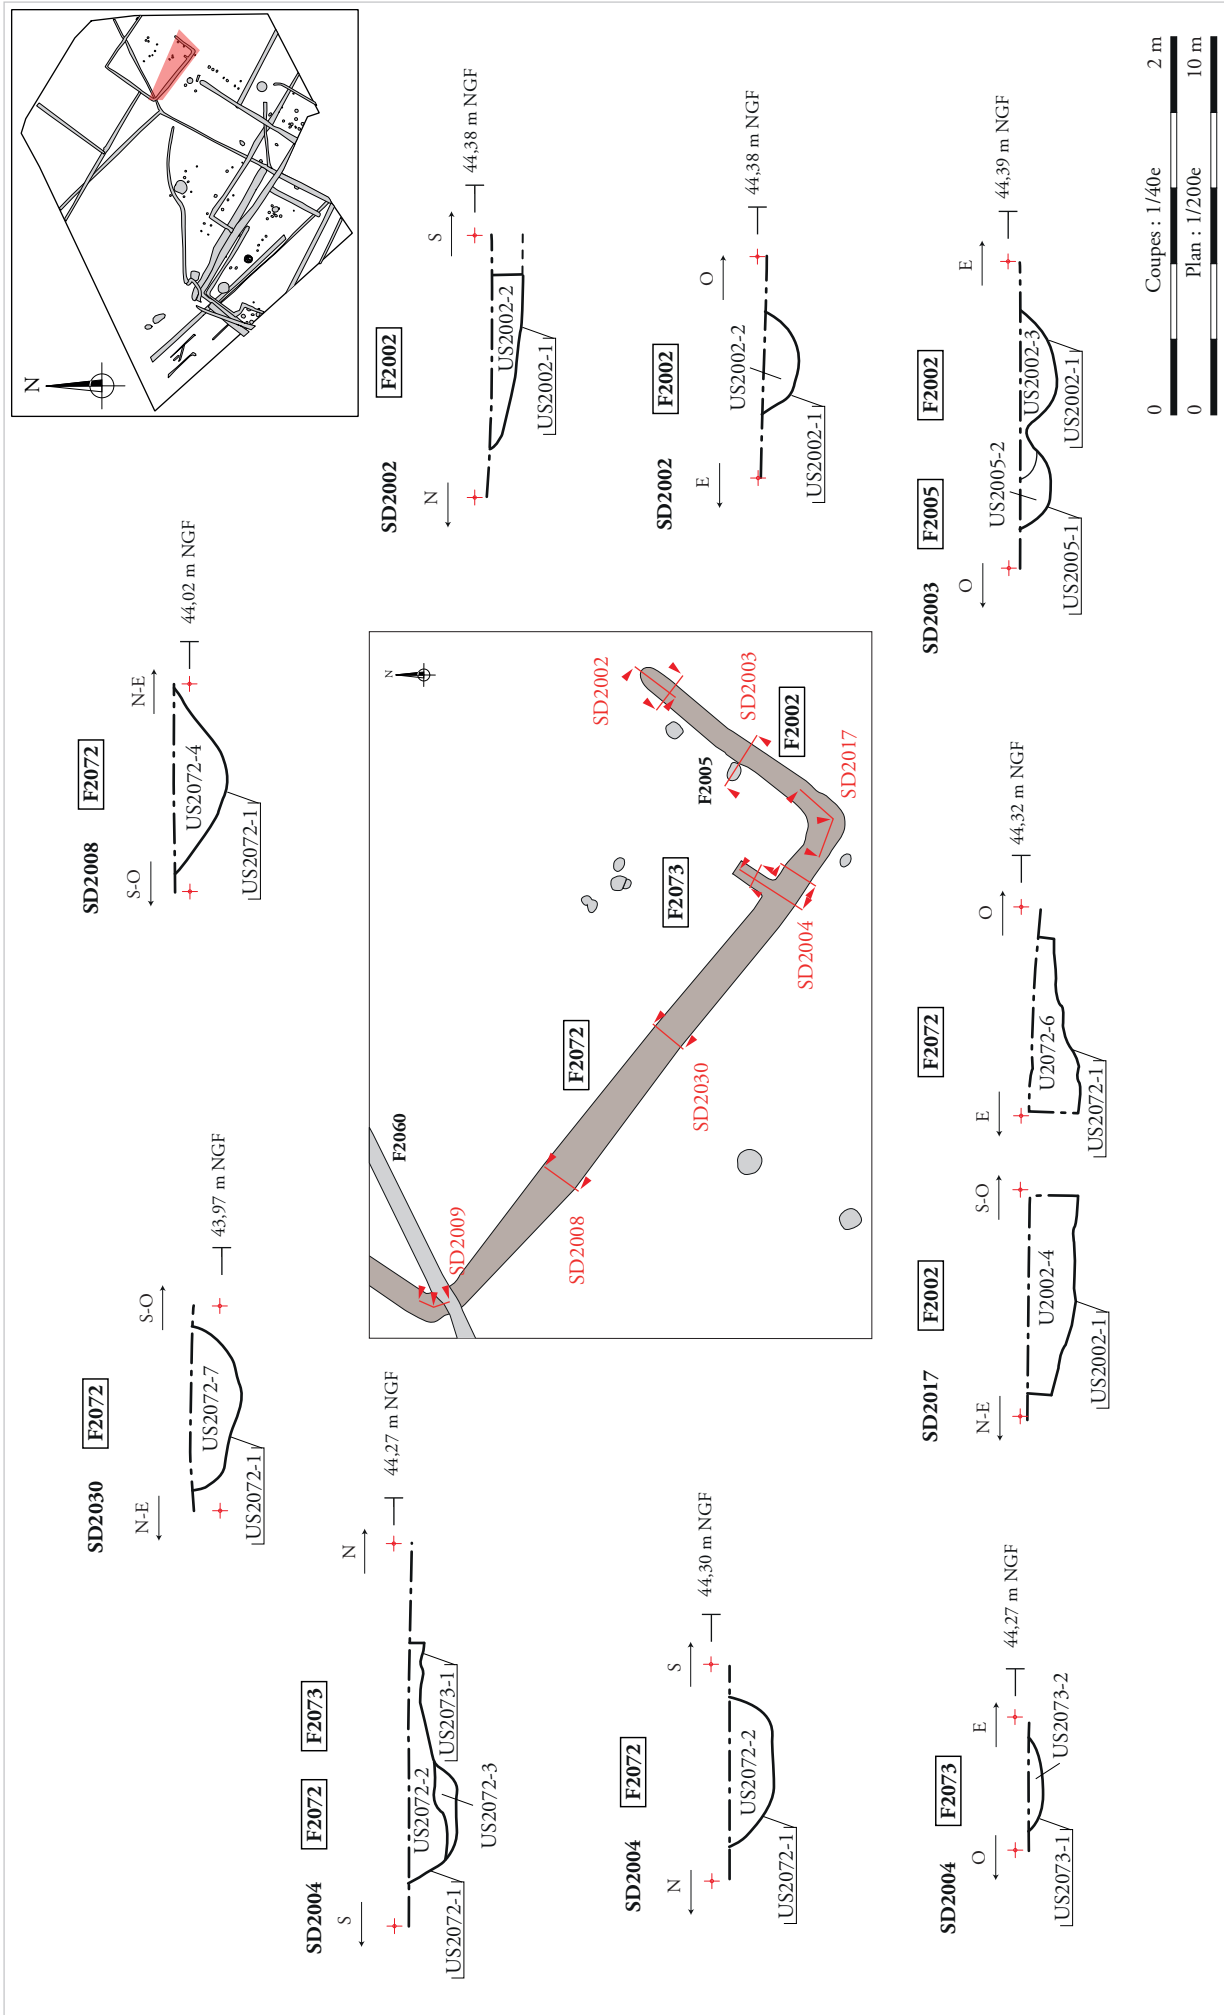 SD2004 F2072 F2073
S N 44,27 m NGF
US2072-2
US2072-1
US2073-1
US2072-3
SD2030 F2072
N-E S-O 43,97 m NGF
US2072-7
US2072-1
SD2008 F2072
S-O N-E 44,02 m NGF
US2072-4
US2072-1
N
SD2004 F2072
N S 44,30 m NGF
US2072-2
US2072-1
SD2004 F2073
O E 44,27 m NGF
US2073-1
US2073-2
N
F2060
SD2009
F2072
SD2008
SD2030
F2073
SD2004
F2005
SD2002
SD2003
F2002
SD2017
SD2002 F2002
N S 44,38 m NGF
US2002-2
US2002-1
SD2002 F2002
E O 44,38 m NGF
US2002-2
US2002-1
SD2017 F2002 F2072
N-E S-O E O 44,32 m NGF
U2002-4
US2002-1
U2072-6
US2072-1
SD2003 F2005 F2002
O E 44,39 m NGF
US2005-2
US2002-3
US2005-1
US2002-1
0 Coupes : 1/40e 2 m
0 Plan : 1/200e 10 m